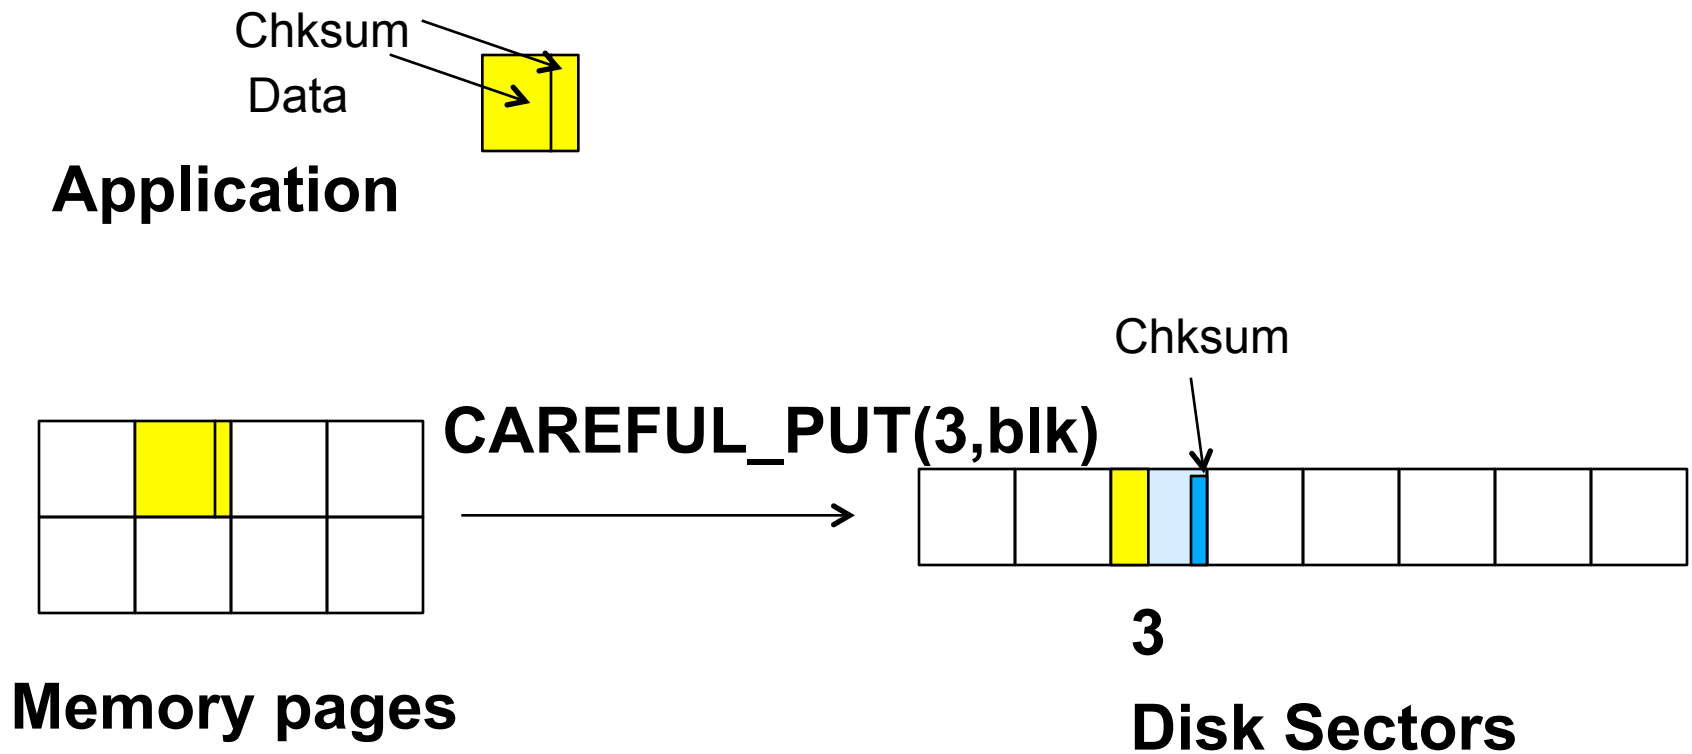 Chksum
Data
Application
Chksum
CAREFUL_PUT(3,blk)
3
Memory pages
Disk Sectors